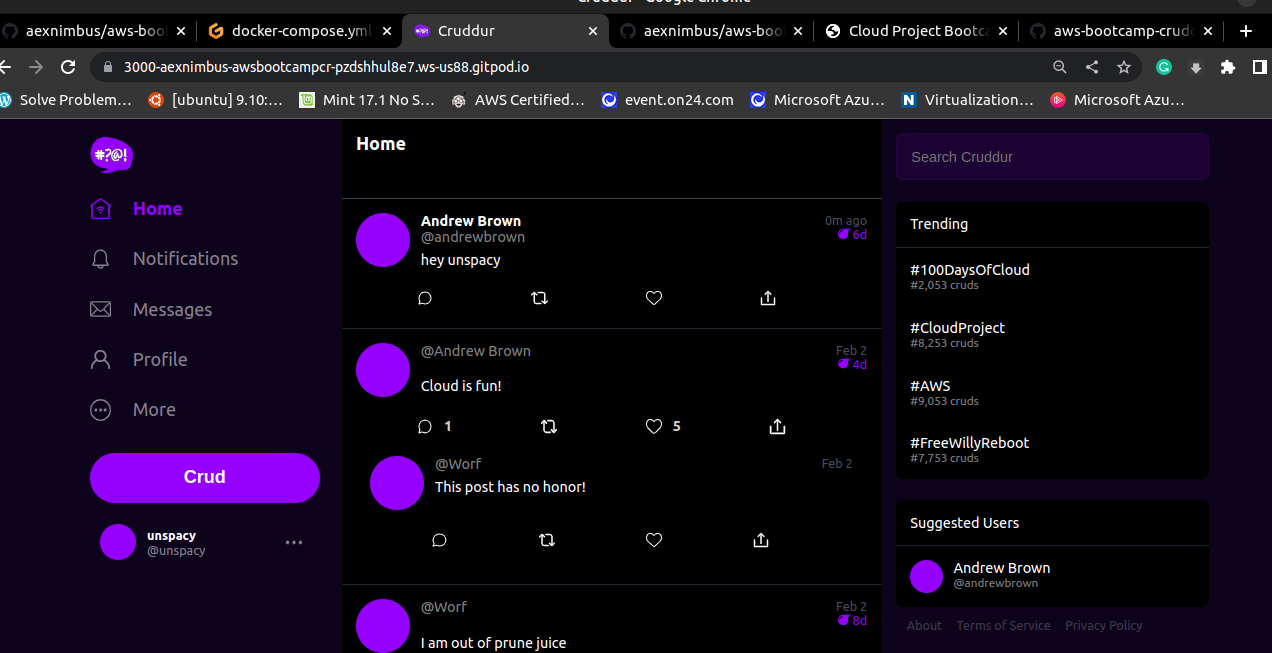 Cruddur - Google Chrome
aexnimbus/aws-boo
docker-compose.yml
Cruddur
aexnimbus/aws-boo
Cloud Project Bootca
aws-bootcamp-crudd
3000-aexnimbus-awsbootcampcr-pzdshhul8e7.ws-us88.gitpod.io
Solve Problem...
[ubuntu] 9.10:...
Mint 17.1 No S...
AWS Certified...
event.on24.com
Microsoft Azu...
Virtualization...
Microsoft Azu...
#?@!
Home
Notifications
Messages
Profile
More
Crud
unspacy
@unspacy
Home
Andrew Brown
0m ago
@andrewbrown
6d
hey unspacy
@Andrew Brown
Feb 2
4d
Cloud is fun!
1
5
@Worf
Feb 2
This post has no honor!
@Worf
Feb 2
8d
I am out of prune juice
Search Cruddur
Trending
#100DaysOfCloud
#2,053 cruds
#CloudProject
#8,253 cruds
#AWS
#9,053 cruds
#FreeWillyReboot
#7,753 cruds
Suggested Users
Andrew Brown
@andrewbrown
About
Terms of Service
Privacy Policy